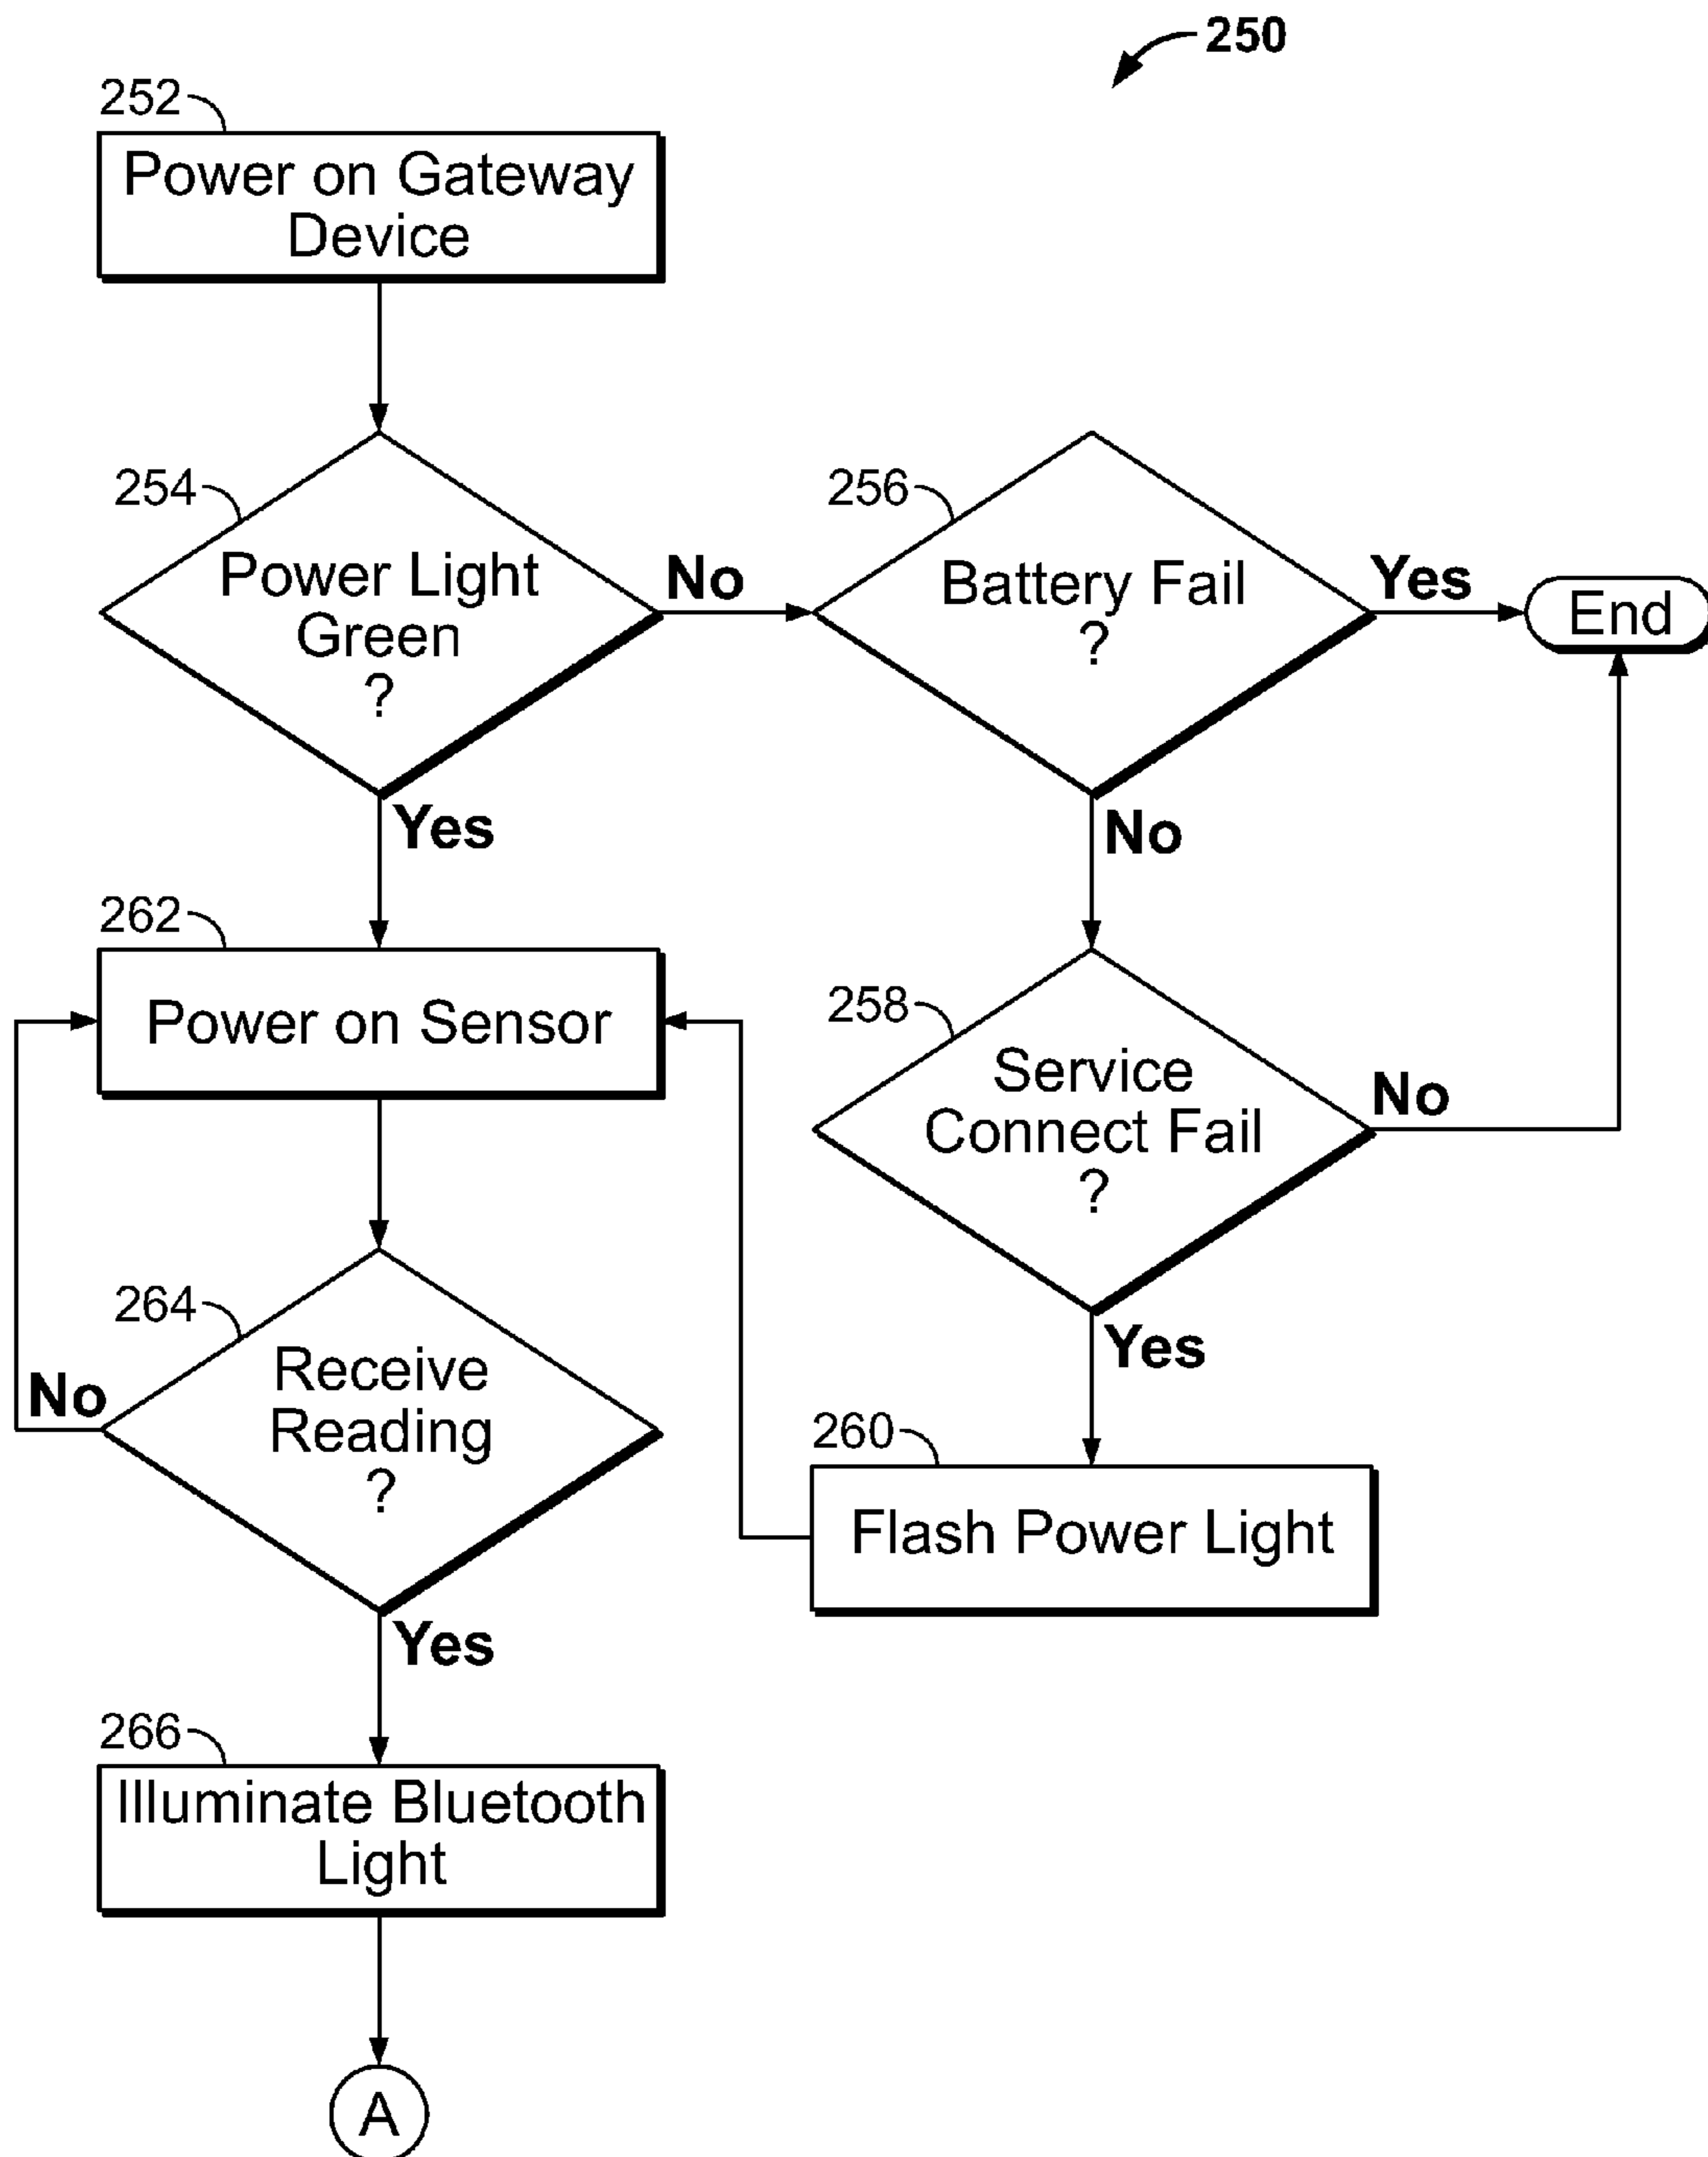 250
252
Power on Gateway
Device
254
Power Light
Green
?
No
Yes
256
Battery Fail
?
Yes
No
End
262
Power on Sensor
258
Service
Connect Fail
?
No
Yes
264
Receive
Reading
?
No
Yes
260
Flash Power Light
266
Illuminate Bluetooth
Light
A